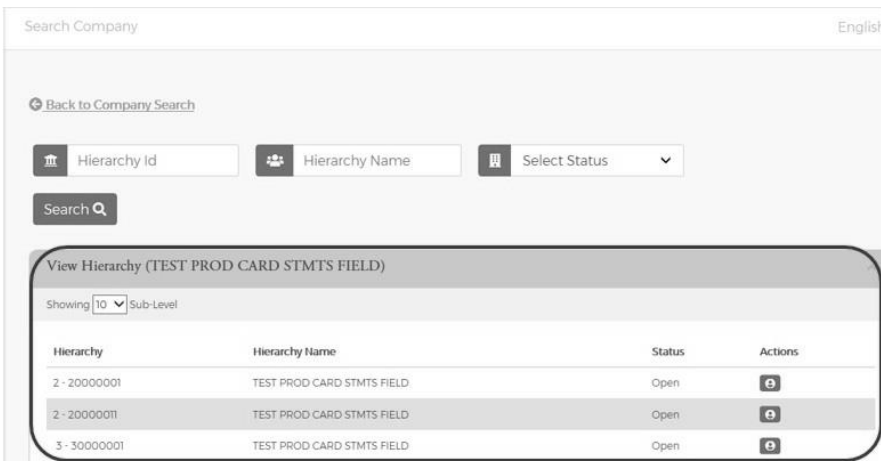 Search Company English
Back to Company Search
Hierarchy Id Hierarchy Name Select Status
Search
View Hierarchy (TEST PROD CARD STMTS FIELD)
Showing 10 Sub-Level
Hierarchy Hierarchy Name Status Actions
2 - 20000001 TEST PROD CARD STMTS FIELD Open
2 - 20000011 TEST PROD CARD STMTS FIELD Open
3 - 30000001 TEST PROD CARD STMTS FIELD Open